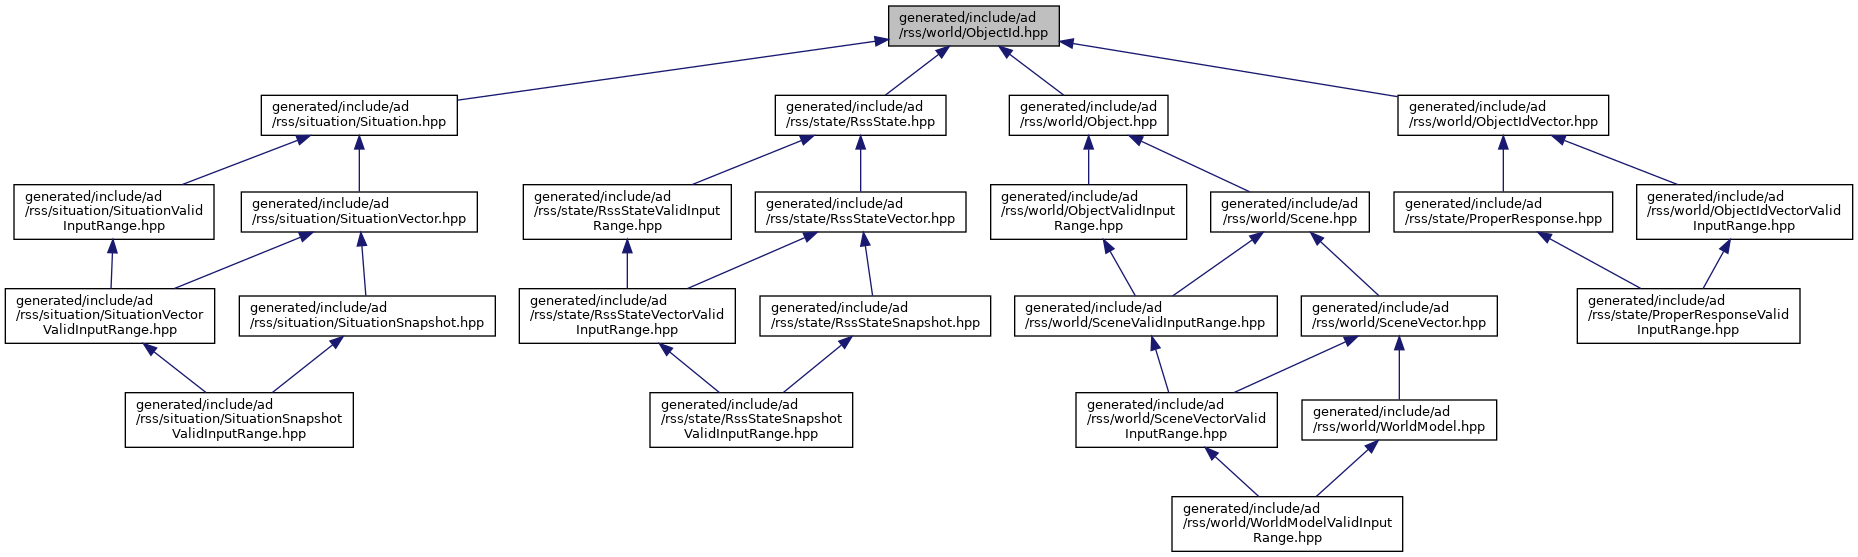 generated/include/ad
/rss/world/ObjectId.hpp
generated/include/ad
/rss/situation/Situation.hpp
generated/include/ad
/rss/state/RssState.hpp
generated/include/ad
/rss/world/Object.hpp
generated/include/ad
/rss/world/ObjectIdVector.hpp
generated/include/ad
/rss/situation/SituationValid
InputRange.hpp
generated/include/ad
/rss/situation/SituationVector.hpp
generated/include/ad
/rss/state/RssStateValidInput
Range.hpp
generated/include/ad
/rss/state/RssStateVector.hpp
generated/include/ad
/rss/world/ObjectValidInput
Range.hpp
generated/include/ad
/rss/world/Scene.hpp
generated/include/ad
/rss/state/ProperResponse.hpp
generated/include/ad
/rss/world/ObjectIdVectorValid
InputRange.hpp
generated/include/ad
/rss/situation/SituationVector
ValidInputRange.hpp
generated/include/ad
/rss/situation/SituationSnapshot.hpp
generated/include/ad
/rss/state/RssStateVectorValid
InputRange.hpp
generated/include/ad
/rss/state/RssStateSnapshot.hpp
generated/include/ad
/rss/world/SceneValidInputRange.hpp
generated/include/ad
/rss/world/SceneVector.hpp
generated/include/ad
/rss/state/ProperResponseValid
InputRange.hpp
generated/include/ad
/rss/situation/SituationSnapshot
ValidInputRange.hpp
generated/include/ad
/rss/state/RssStateSnapshot
ValidInputRange.hpp
generated/include/ad
/rss/world/SceneVectorValid
InputRange.hpp
generated/include/ad
/rss/world/WorldModel.hpp
generated/include/ad
/rss/world/WorldModelValidInput
Range.hpp